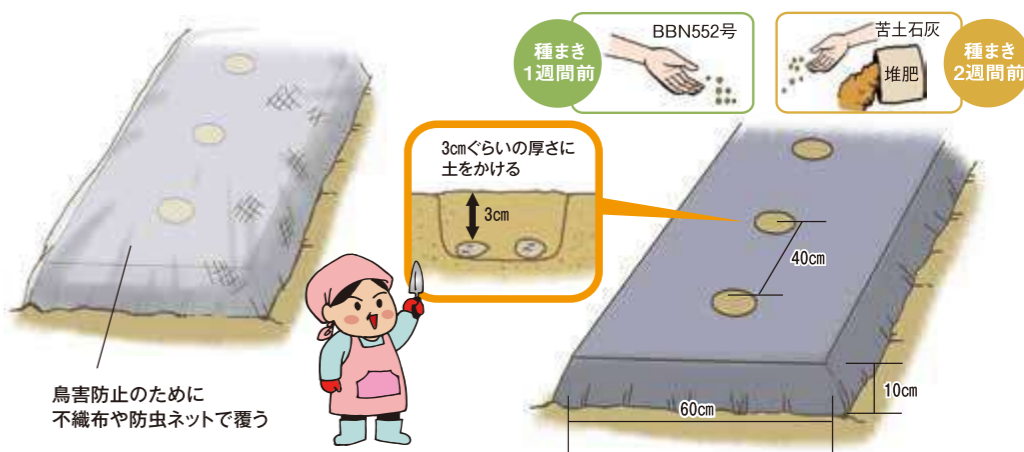 種まき
1週間前
BBN552号
苦土石灰
堆肥
種まき
2週間前
3cmぐらいの厚さに
土をかける
3cm
40cm
10cm
60cm
鳥害防止のために
不織布や防虫ネットで覆う